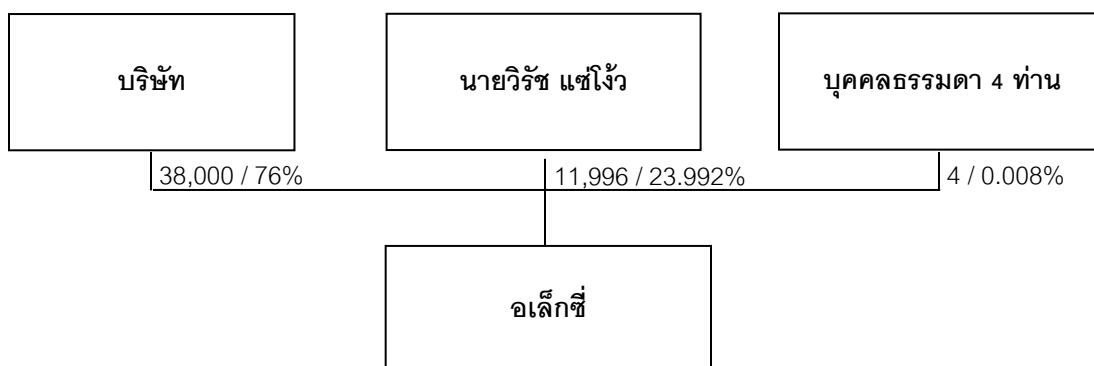 บริษัท
นายวิรัช แซ่โง้ว
บุคคลธรรมดา 4 ท่าน
38,000 / 76%
11,996 / 23.992%
4 / 0.008%
อเล็กซี่